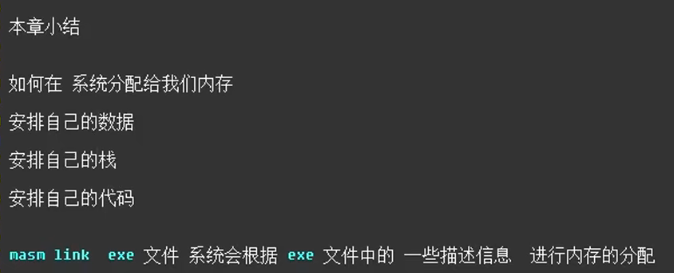 本章小结
如何在 系统分配给我们内存
安排自己的数据
安排自己的栈
安排自己的代码
masm link exe 文件 系统会根据 exe 文件中的 一些描述信息 进行内存的分配